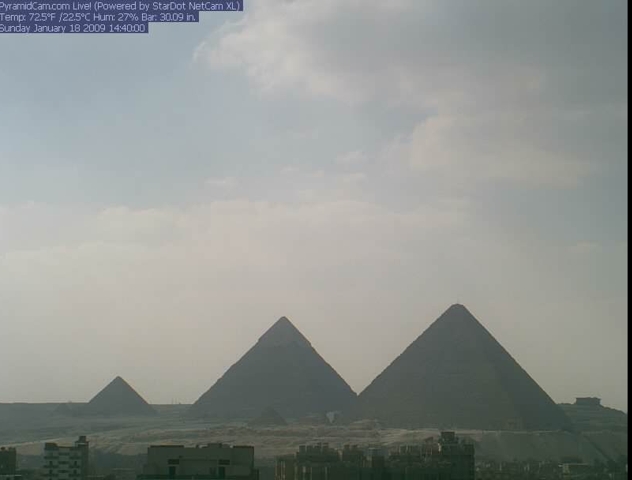 PyramidCam.com Live! (Powered by StarDot NetCam XL)
Temp: 72.5°F /22.5°C Hum: 27% Bar: 30.09 in.
Sunday January 18 2009 14:40:00